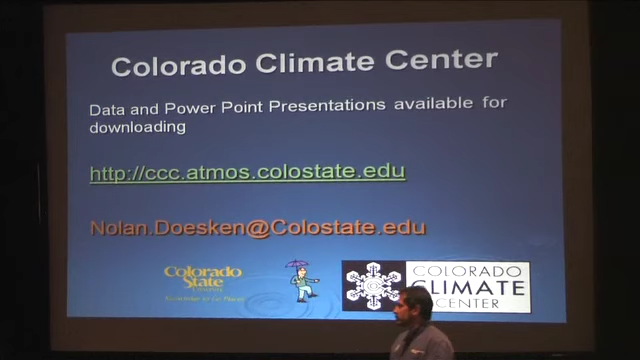 Colorado Climate Center
Data and Power Point Presentations available for
downloading
http://ccc.atmos.colostate.edu
Nolan.Doesken@Colostate.edu
Colorado
State
COLORADO
CLIMATE
CENTER